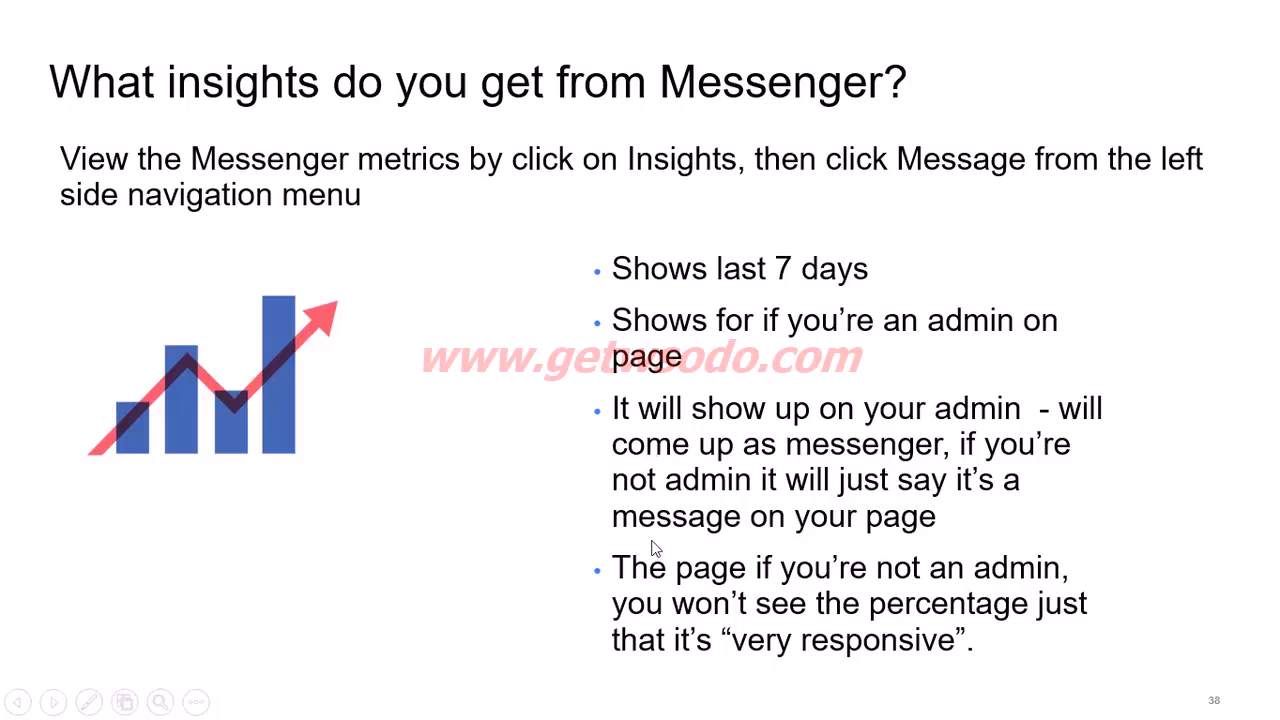 What insights do you get from Messenger?
View the Messenger metrics by click on Insights, then click Message from the left
side navigation menu
• Shows last 7 days
• Shows for if you’re an admin on
page
www.getwsodo.com
• It will show up on your admin  - will
come up as messenger, if you’re
not admin it will just say it’s a
message on your page
• The page if you’re not an admin,
you won’t see the percentage just
that it’s “very responsive”.
38